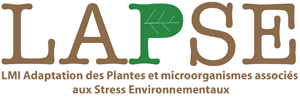 LAPSE
LMI Adaptation des Plantes et microorganismes associés
aux Stress Environnementaux